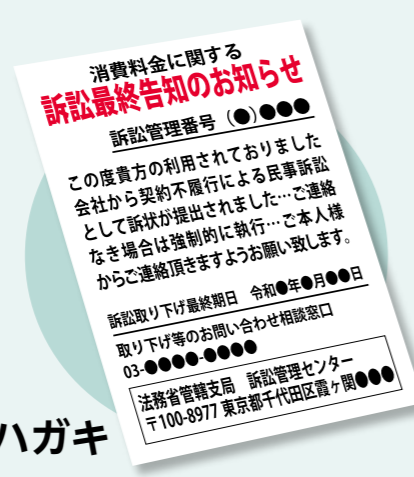 消費料金に関する
訴訟最終告知のお知らせ
訴訟管理番号（●）●●●
この度貴方の利用されておりました
会社から契約不履行による民事訴訟
として訴状が提出されました…ご連絡
なき場合は強制的に執行…ご本人様
からご連絡頂きますようお願い致します。
訴訟取り下げ最終期日　令和●年●月●●日
取り下げ等のお問い合わせ相談窓口
03-●●●●-●●●●
法務省管轄支局　訴訟管理センター
〒100-8977 東京都千代田区霞ヶ関●●●
ハガキ